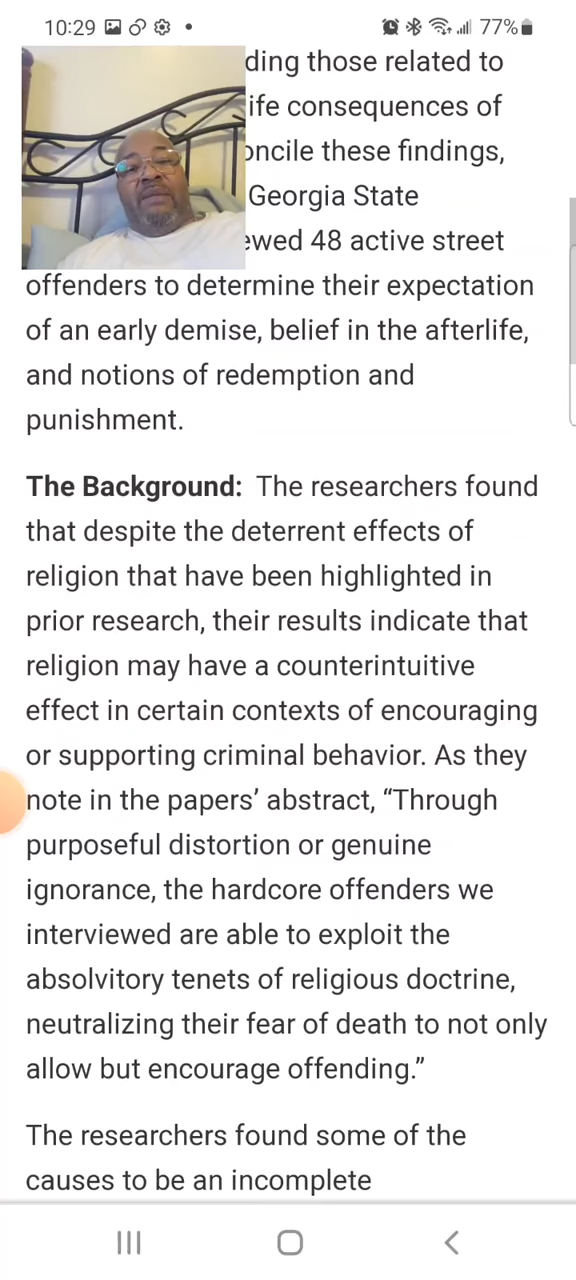 10:29
77%
ding those related to
ife consequences of
oncile these findings,
Georgia State
ewed 48 active street
offenders to determine their expectation
of an early demise, belief in the afterlife,
and notions of redemption and
punishment.
The Background: The researchers found
that despite the deterrent effects of
religion that have been highlighted in
prior research, their results indicate that
religion may have a counterintuitive
effect in certain contexts of encouraging
or supporting criminal behavior. As they
note in the papers’ abstract, “Through
purposeful distortion or genuine
ignorance, the hardcore offenders we
interviewed are able to exploit the
absolvitory tenets of religious doctrine,
neutralizing their fear of death to not only
allow but encourage offending.”
The researchers found some of the
causes to be an incomplete